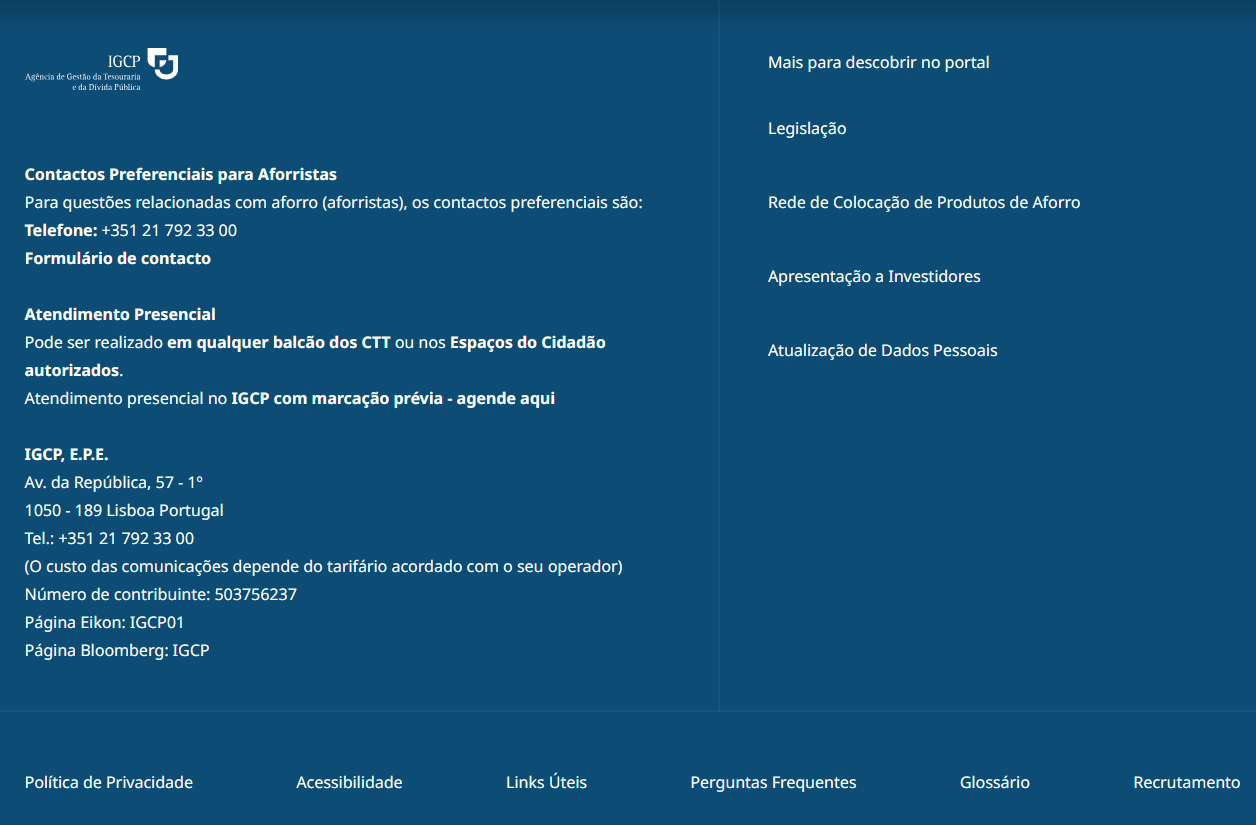 IGCP
Agência de Gestão da Tesouraria
e da Dívida Pública
Contactos Preferenciais para Aforristas
Para questões relacionadas com aforro (aforristas), os contactos preferenciais são:
Telefone: +351 21 792 33 00
Formulário de contacto
Atendimento Presencial
Pode ser realizado em qualquer balcão dos CTT ou nos Espaços do Cidadão
autorizados.
Atendimento presencial no IGCP com marcação prévia - agende aqui
IGCP, E.P.E.
Av. da República, 57 - 1º
1050 - 189 Lisboa Portugal
Tel.: +351 21 792 33 00
(O custo das comunicações depende do tarifário acordado com o seu operador)
Número de contribuinte: 503756237
Página Eikon: IGCP01
Página Bloomberg: IGCP
Mais para descobrir no portal
Legislação
Rede de Colocação de Produtos de Aforro
Apresentação a Investidores
Atualização de Dados Pessoais
Política de Privacidade
Acessibilidade
Links Úteis
Perguntas Frequentes
Glossário
Recrutamento